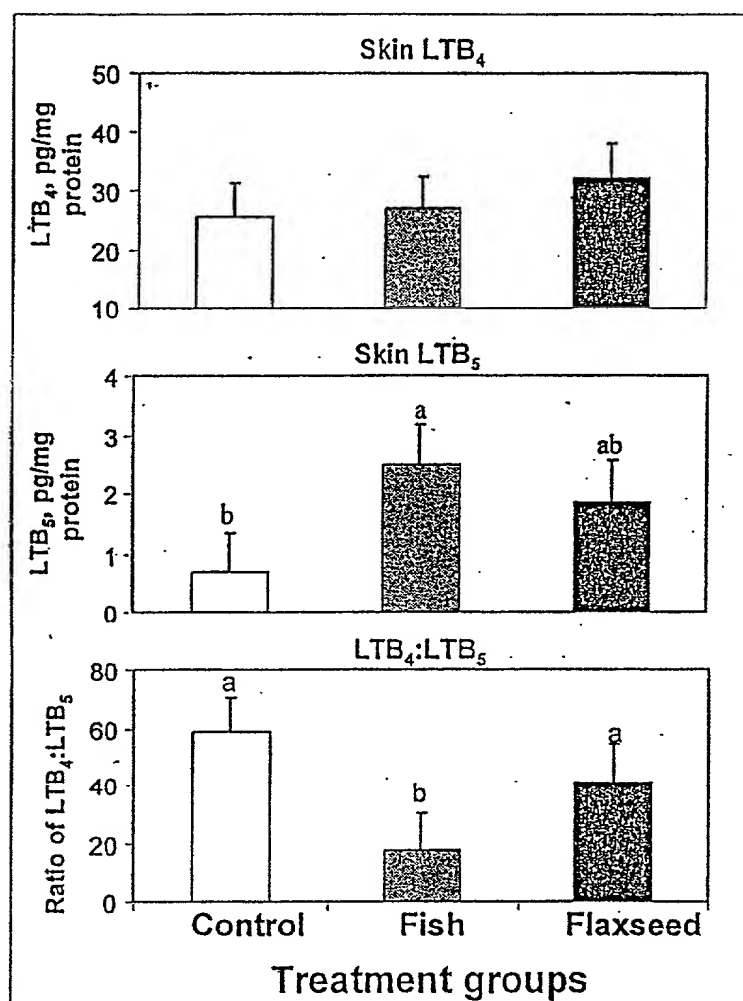 Skin LTB₄
50
40
30
20
10
LTB₄, pg/mg
protein
Skin LTB₅
4
3
2
1
0
LTB₅, pg/mg
protein
b
a
ab
LTB₄:LTB₅
80
60
40
20
0
Ratio of LTB₄:LTB₅
a
b
a
Control Fish Flaxseed
Treatment groups